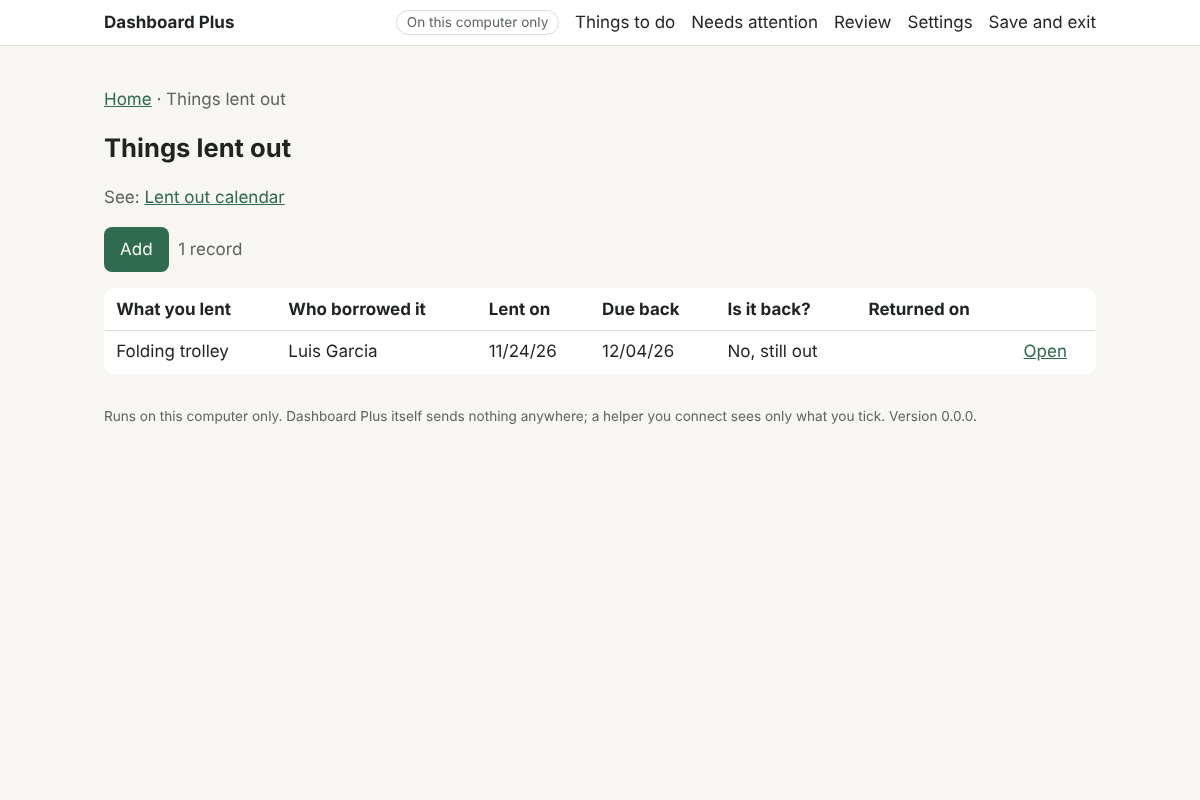 Dashboard Plus On this computer only Things to do Needs attention Review Settings Save and exit
Home · Things lent out
Things lent out
See: Lent out calendar
Add 1 record
What you lent Who borrowed it Lent on Due back Is it back? Returned on
Folding trolley Luis Garcia 11/24/26 12/04/26 No, still out Open
Runs on this computer only. Dashboard Plus itself sends nothing anywhere; a helper you connect sees only what you tick. Version 0.0.0.